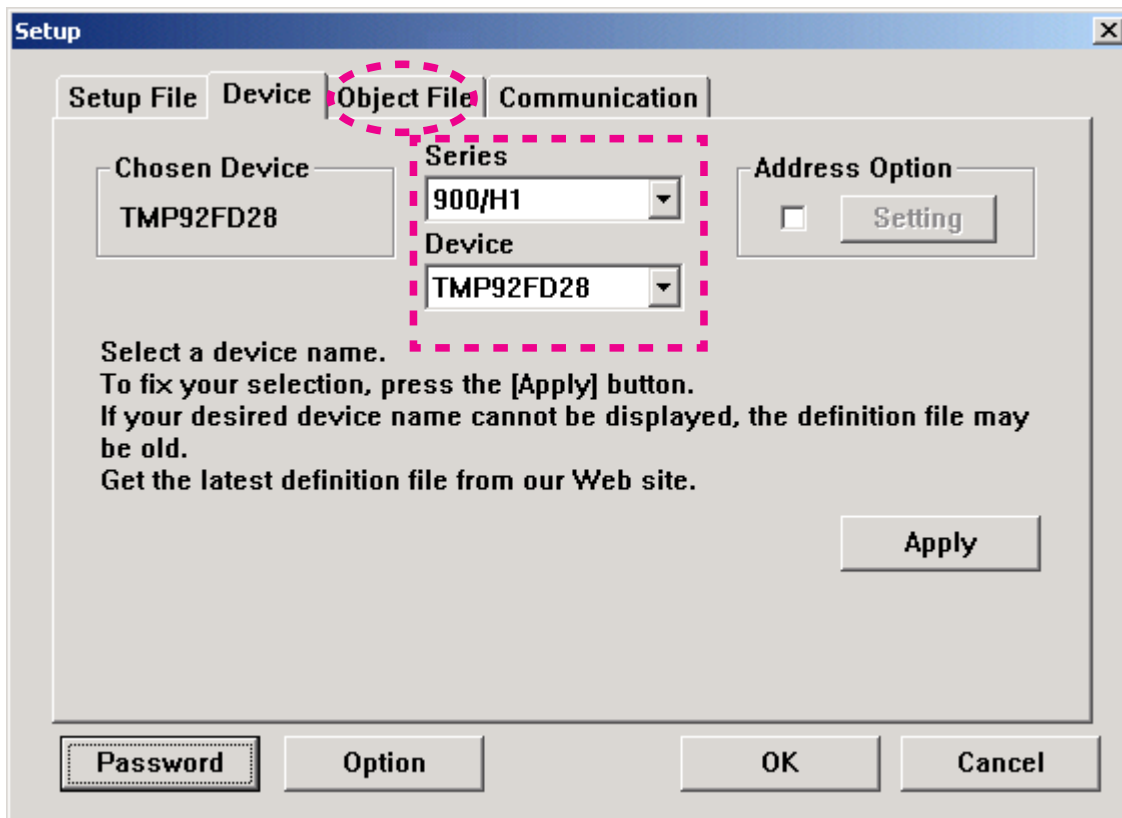 Setup
Setup File Device Object File Communication
Chosen Device
TMP92FD28
Series
900/H1
Device
TMP92FD28
Address Option
Setting
Select a device name.
To fix your selection, press the [Apply] button.
If your desired device name cannot be displayed, the definition file may
be old.
Get the latest definition file from our Web site.
Apply
Password Option OK Cancel